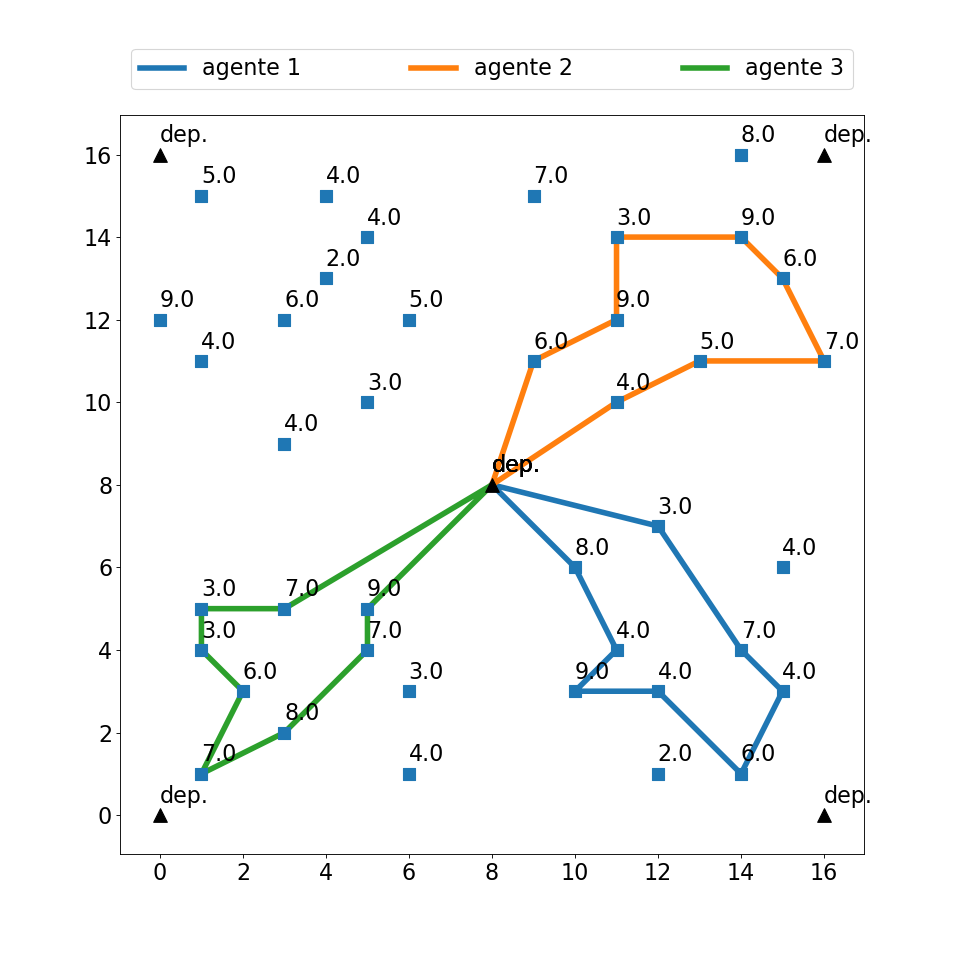 agente 1 agente 2 agente 3
dep. 8.0 dep.
16
5.0 4.0 7.0
4.0 3.0 9.0
14
2.0 6.0
9.0 6.0 5.0 9.0
12
4.0 6.0 5.0 7.0
3.0 4.0
10
4.0
dep. dep.
8
3.0
8.0 4.0
6
3.0 7.0 9.0
3.0 7.0 4.0 7.0
4
6.0 3.0 9.0 4.0 4.0
8.0
2
7.0 4.0 2.0 6.0
dep. dep.
0
0 2 4 6 8 10 12 14 16